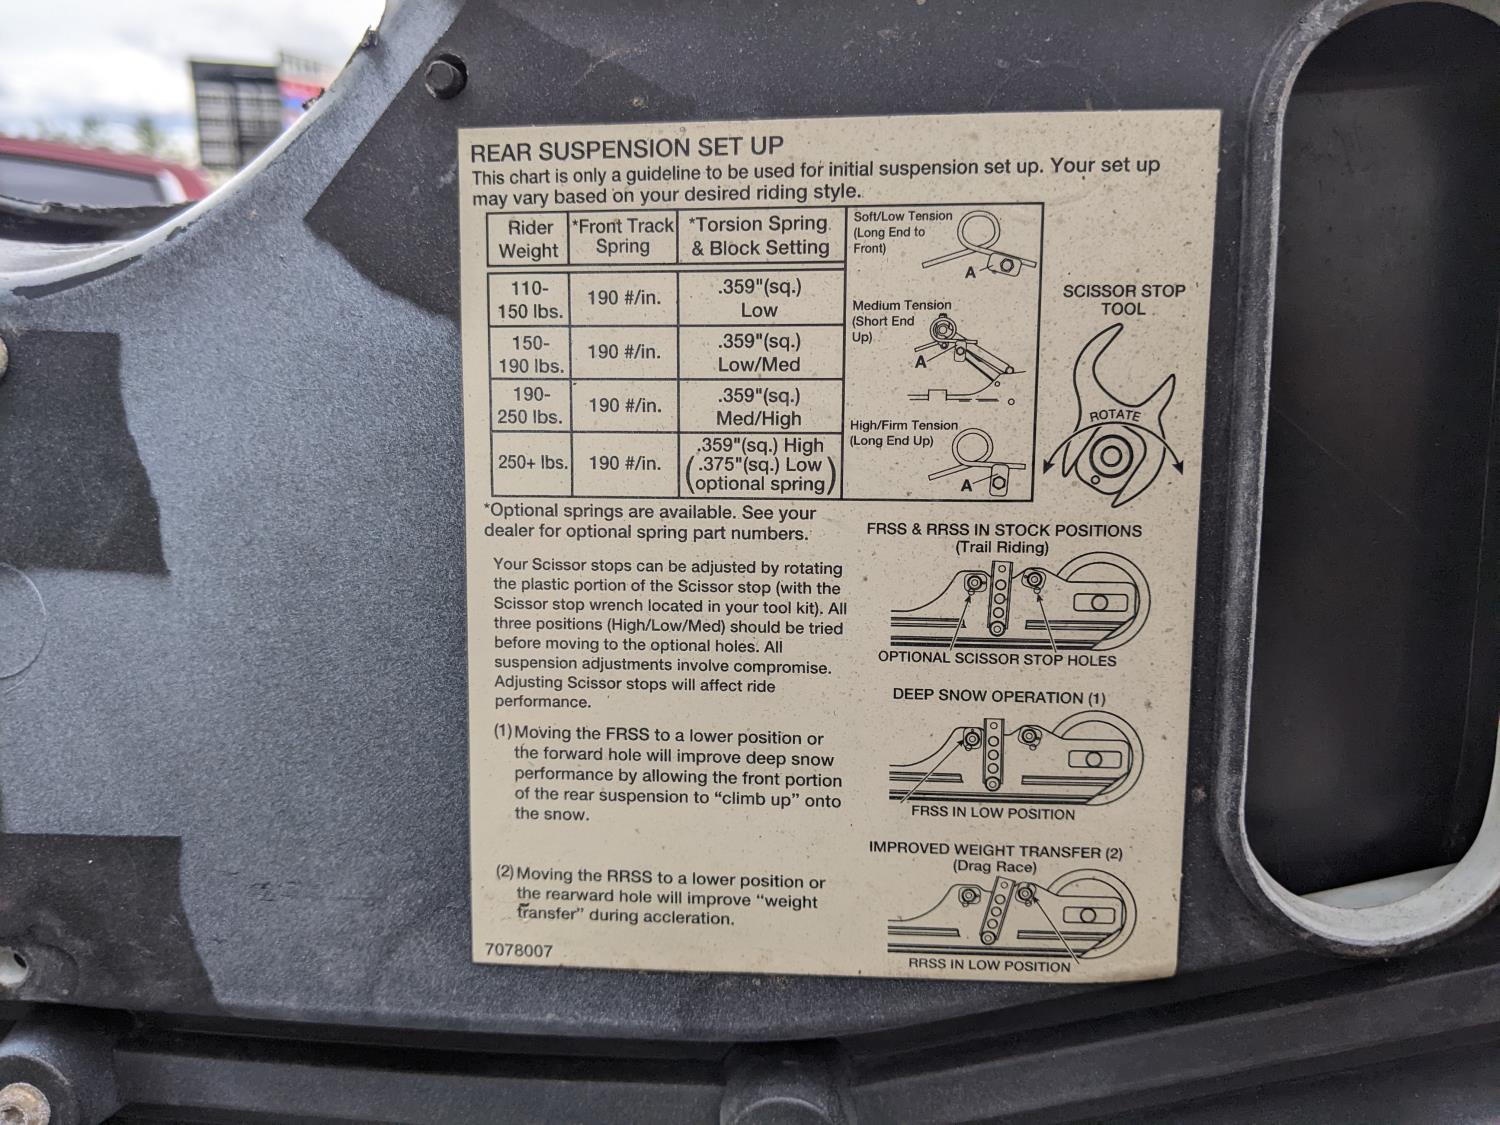 REAR SUSPENSION SET UP
This chart is only a guideline to be used for initial suspension set up. Your set up
may vary based on your desired riding style.
Rider
Weight
*Front Track
Spring
*Torsion Spring
& Block Setting
110-
150 lbs.
190 #/in.
.359"(sq.)
Low
150-
190 lbs.
190 #/in.
.359"(sq.)
Low/Med
190-
250 lbs.
190 #/in.
.359"(sq.)
Med/High
250+ lbs.
190 #/in.
.359"(sq.) High
(.375"(sq.) Low
optional spring)
Soft/Low Tension
(Long End to
Front)
A
Medium Tension
(Short End
Up)
A
High/Firm Tension
(Long End Up)
A
SCISSOR STOP
TOOL
ROTATE
*Optional springs are available. See your
dealer for optional spring part numbers.
Your Scissor stops can be adjusted by rotating
the plastic portion of the Scissor stop (with the
Scissor stop wrench located in your tool kit). All
three positions (High/Low/Med) should be tried
before moving to the optional holes. All
suspension adjustments involve compromise.
Adjusting Scissor stops will affect ride
performance.
(1) Moving the FRSS to a lower position or
the forward hole will improve deep snow
performance by allowing the front portion
of the rear suspension to “climb up” onto
the snow.
(2) Moving the RRSS to a lower position or
the rearward hole will improve “weight
transfer” during accleration.
7078007
FRSS & RRSS IN STOCK POSITIONS
(Trail Riding)
OPTIONAL SCISSOR STOP HOLES
DEEP SNOW OPERATION (1)
FRSS IN LOW POSITION
IMPROVED WEIGHT TRANSFER (2)
(Drag Race)
RRSS IN LOW POSITION